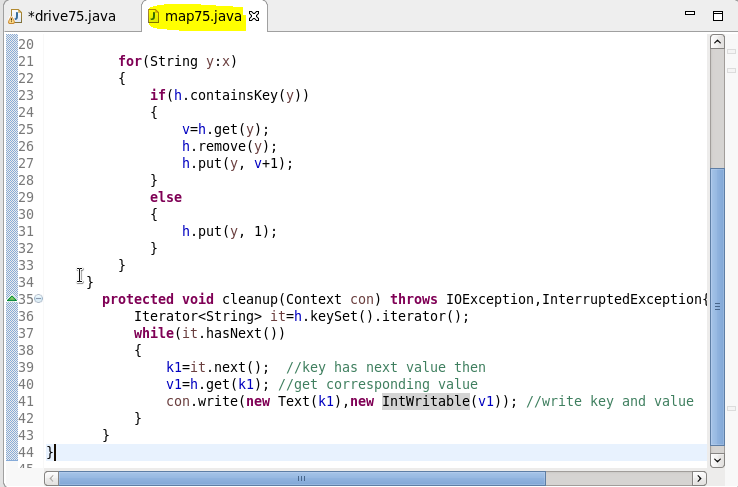 *drive75.java map75.java
20
21 for(String y:x)
22 {
23 if(h.containsKey(y))
24 {
25 v=h.get(y);
26 h.remove(y);
27 h.put(y, v+1);
28 }
29 else
30 {
31 h.put(y, 1);
32 }
33 }
34 }
35 protected void cleanup(Context con) throws IOException,InterruptedException{
36 Iterator<String> it=h.keySet().iterator();
37 while(it.hasNext())
38 {
39 k1=it.next(); //key has next value then
40 v1=h.get(k1); //get corresponding value
41 con.write(new Text(k1),new IntWritable(v1)); //write key and value
42 }
43 }
44 }
45